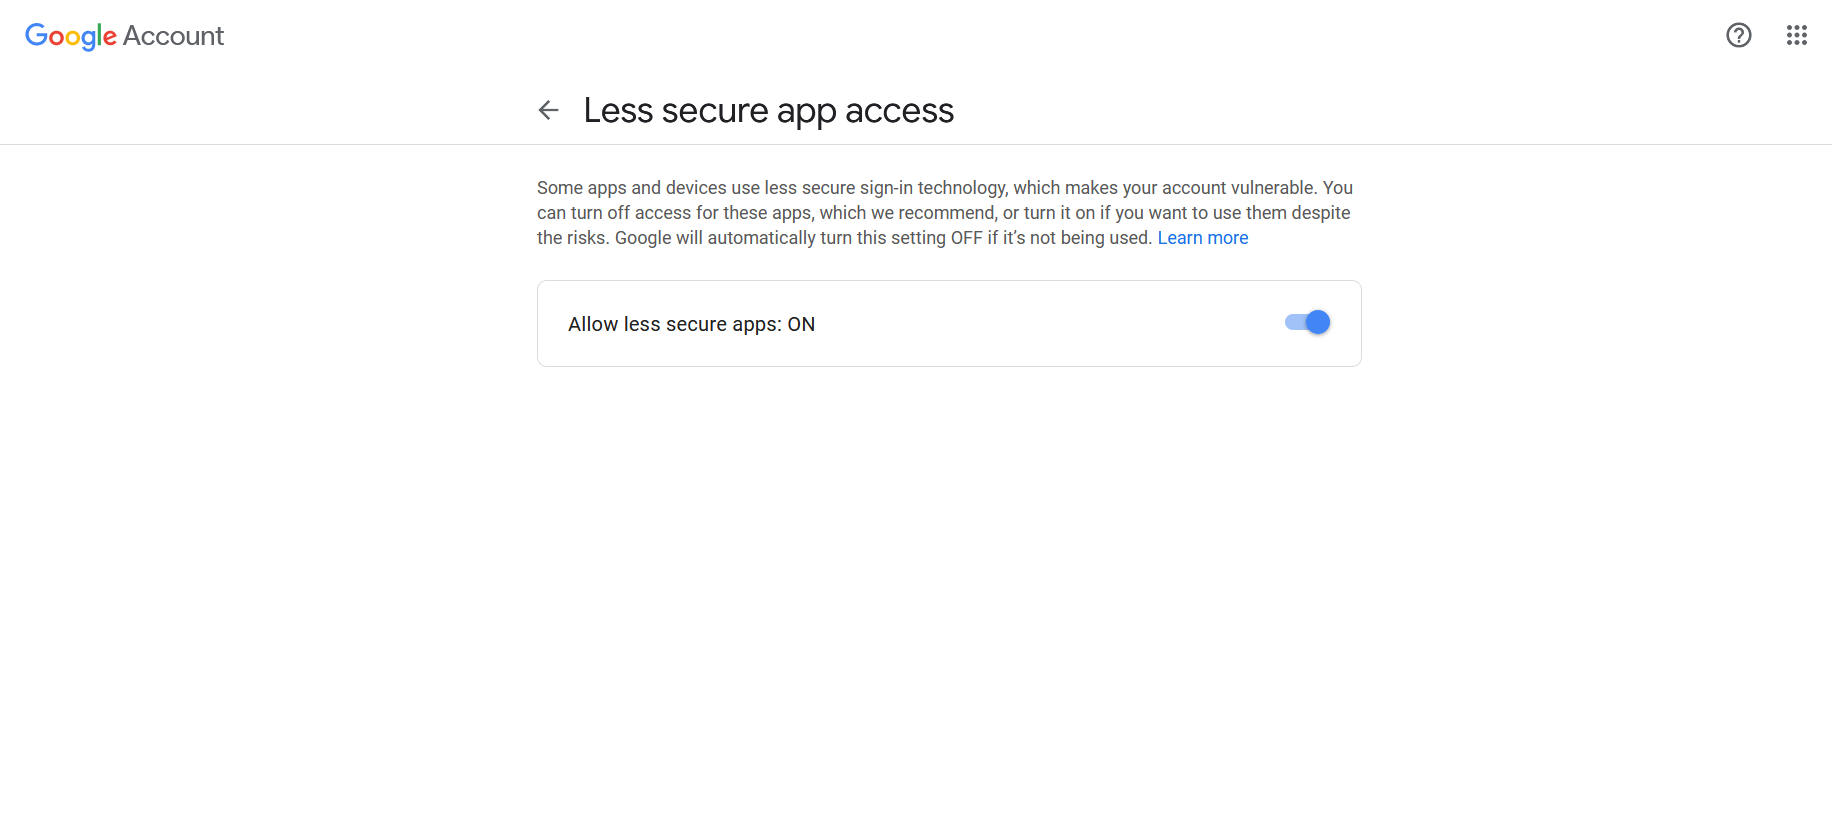 Google Account
Less secure app access
Some apps and devices use less secure sign-in technology, which makes your account vulnerable. You
can turn off access for these apps, which we recommend, or turn it on if you want to use them despite
the risks. Google will automatically turn this setting OFF if it’s not being used. Learn more
Allow less secure apps: ON